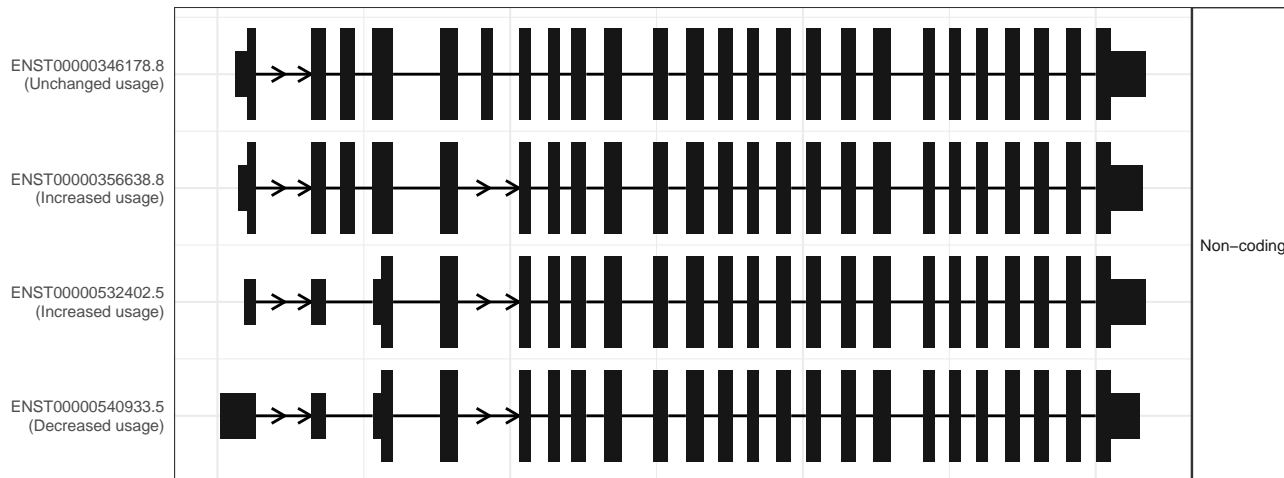 ENST00000346178.8
(Unchanged usage)
ENST00000356638.8
(Increased usage)
Non−coding
ENST00000532402.5
(Increased usage)
ENST00000540933.5
(Decreased usage)